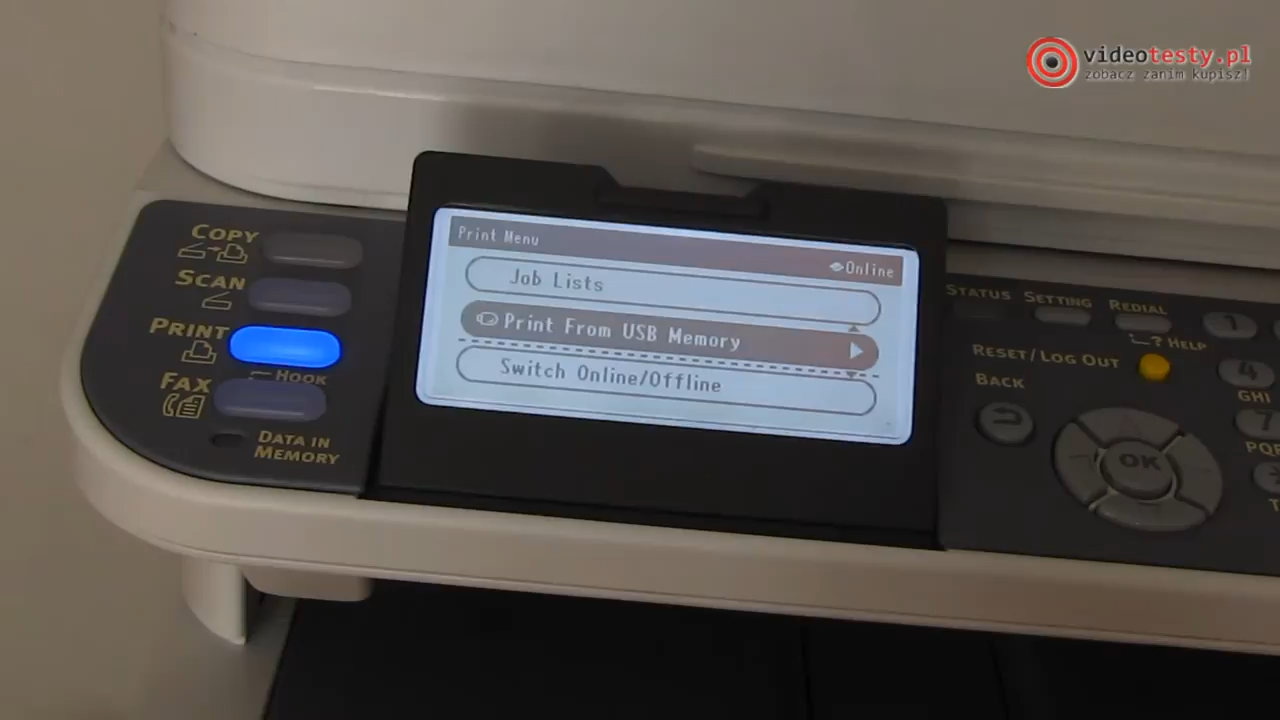 videotesty.pl
zobacz zanim kupisz!
Print Menu
Online
Job Lists
Print From USB Memory
Switch Online/Offline
COPY
SCAN
PRINT
HOOK
FAX
DATA IN
MEMORY
STATUS SETTING REDIAL
? HELP
RESET/LOG OUT
BACK
OK
1
4
GHI
7